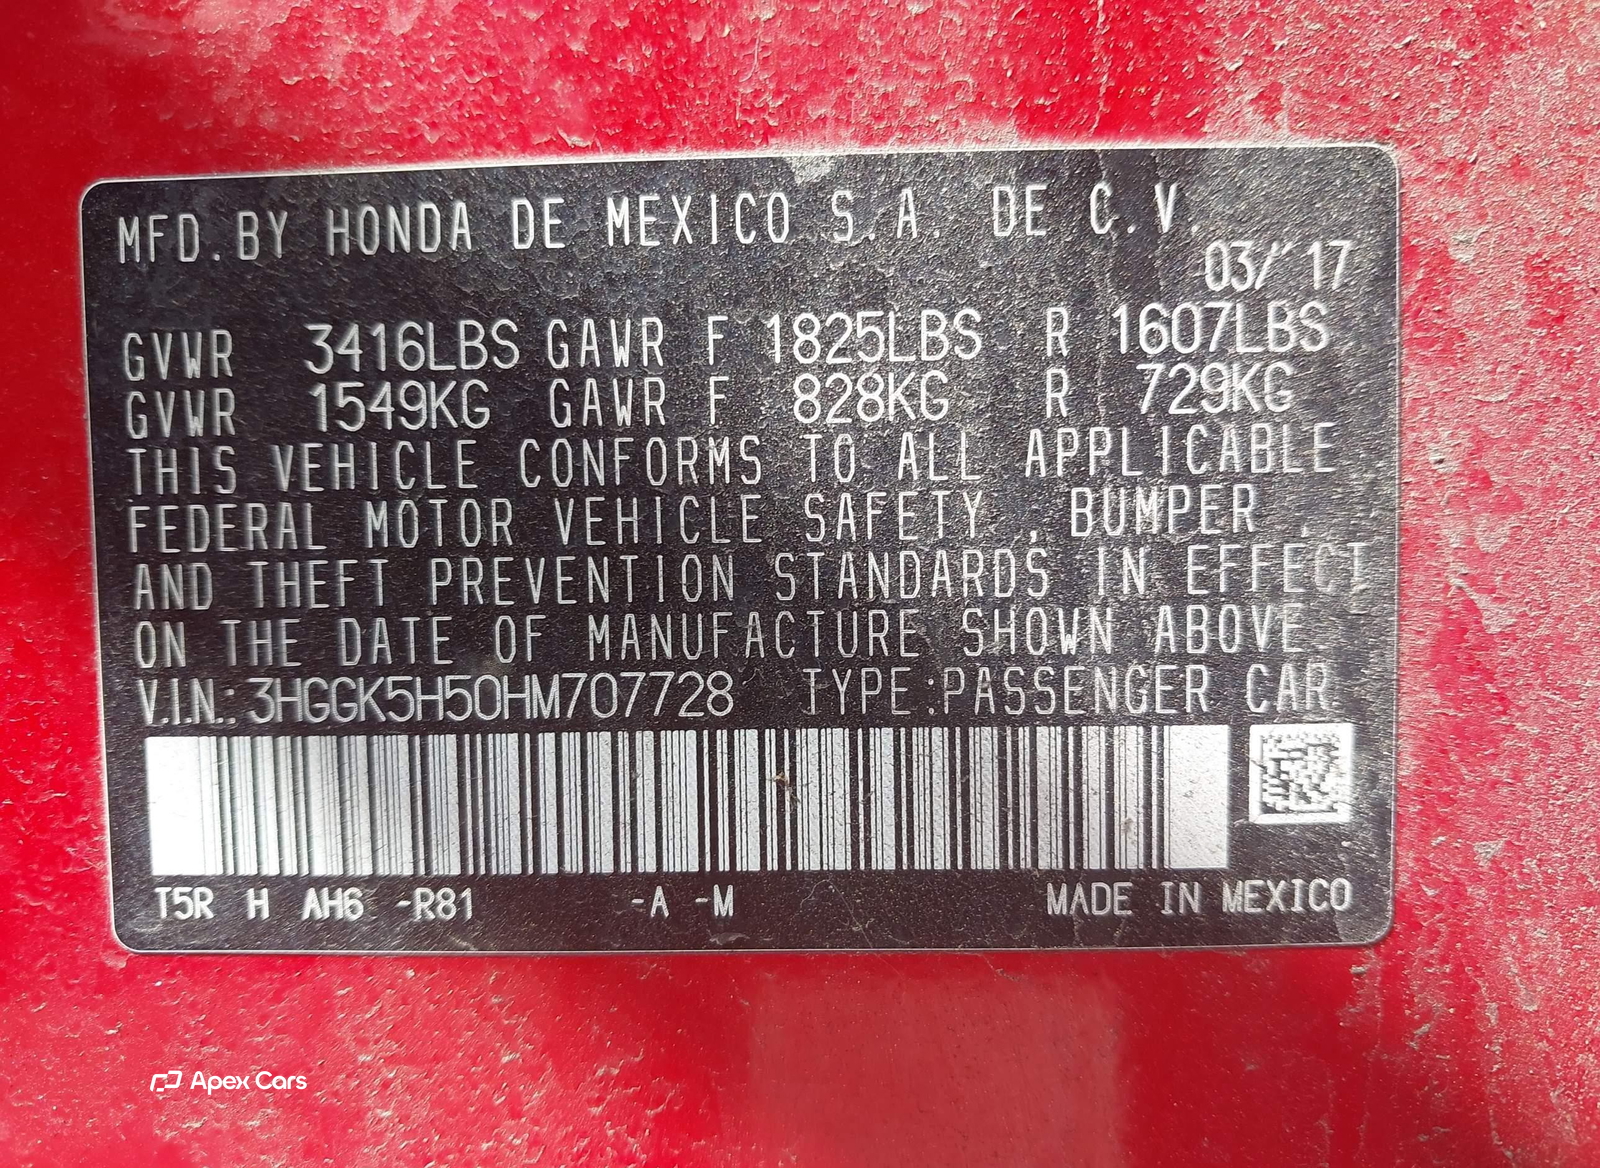 MFD. BY HONDA DE MEXICO S.A. DE C.V.
03/17
GVWR 3416LBS GAWR F 1825LBS R 1607LBS
GVWR 1549KG GAWR F 828KG R 729KG
THIS VEHICLE CONFORMS TO ALL APPLICABLE
FEDERAL MOTOR VEHICLE SAFETY , BUMPER ,
AND THEFT PREVENTION STANDARDS IN EFFECT
ON THE DATE OF MANUFACTURE SHOWN ABOVE.
V.I.N.: 3HGGK5H50HM707728 TYPE:PASSENGER CAR
T5R H AH6 -R81 -A -M MADE IN MEXICO
Apex Cars